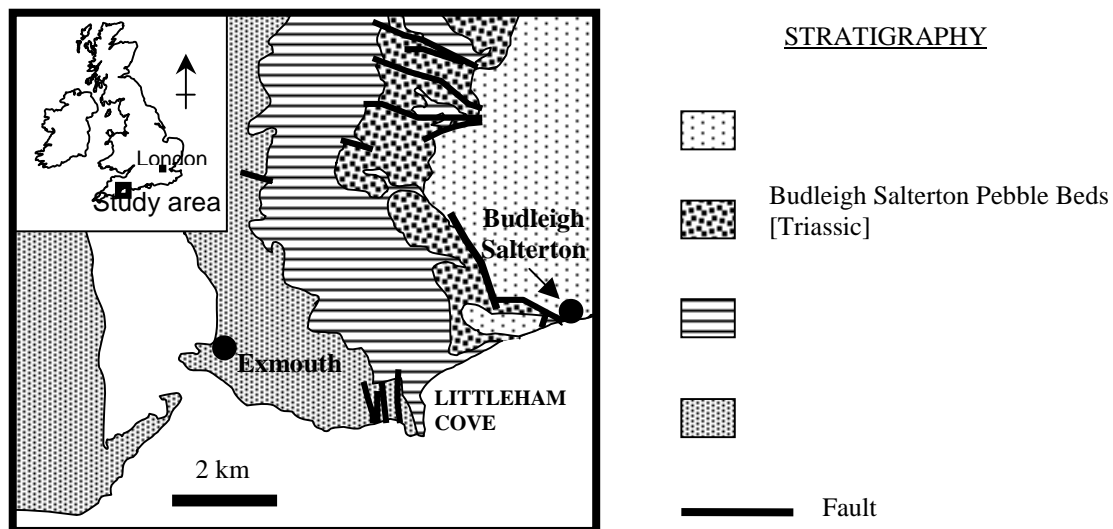 London
Study area
Budleigh
Salterton
Exmouth
LITTLEHAM
COVE
2 km
STRATIGRAPHY
Budleigh Salterton Pebble Beds
[Triassic]
Fault